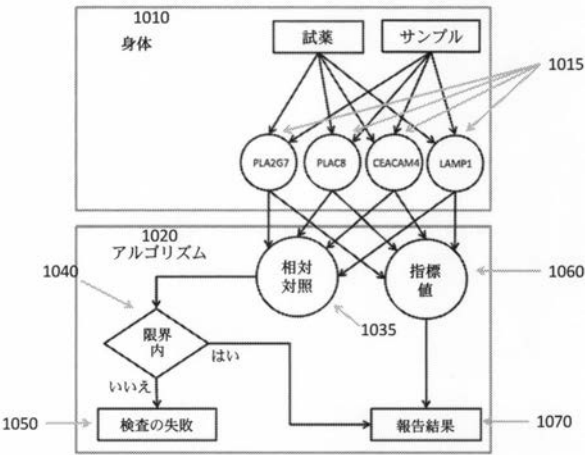 1010
身体
試薬
サンプル
1015
PLA2G7
PLAC8
CEACAM4
LAMP1
1020
アルゴリズム
1040
相対
対照
指標
値
1060
1035
限界
内
はい
いいえ
1050
検査の失敗
報告結果
1070